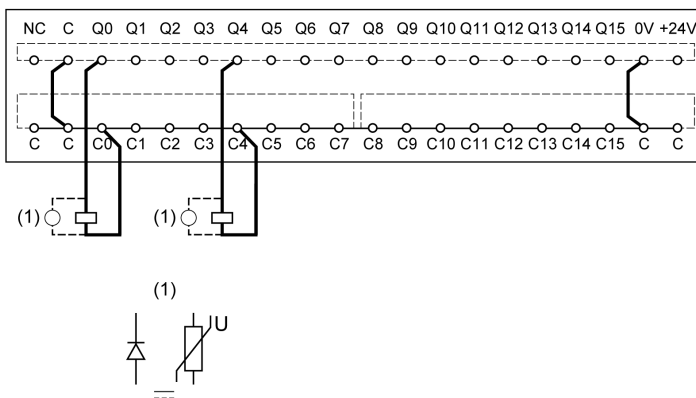 NC C Q0 Q1 Q2 Q3 Q4 Q5 Q6 Q7 Q8 Q9 Q10 Q11 Q12 Q13 Q14 Q15 0V +24V
C C C0 C1 C2 C3 C4 C5 C6 C7 C8 C9 C10 C11 C12 C13 C14 C15 C C
(1) (1)
(1)
U